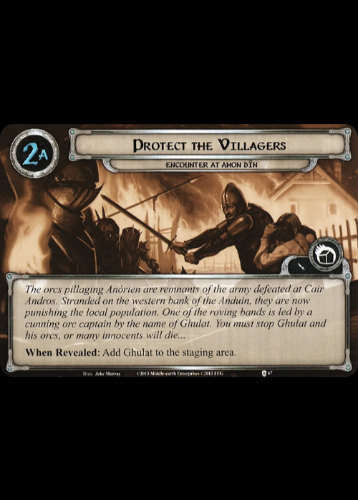 2A
PROTECT THE VILLAGERS
ENCOUNTER AT AMON DÎN
The orcs pillaging Anórien are remnants of the army defeated at Cair
Andros. Stranded on the western bank of the Anduin, they are now
punishing the local population. One of the roving bands is led by a
cunning orc captain by the name of Ghulat. You must stop Ghulat and
his orcs, or many innocents will die...
When Revealed: Add Ghulat to the staging area.
Illus. Jake Murray ©2013 Middle-earth Enterprises ©2013 FFG 67